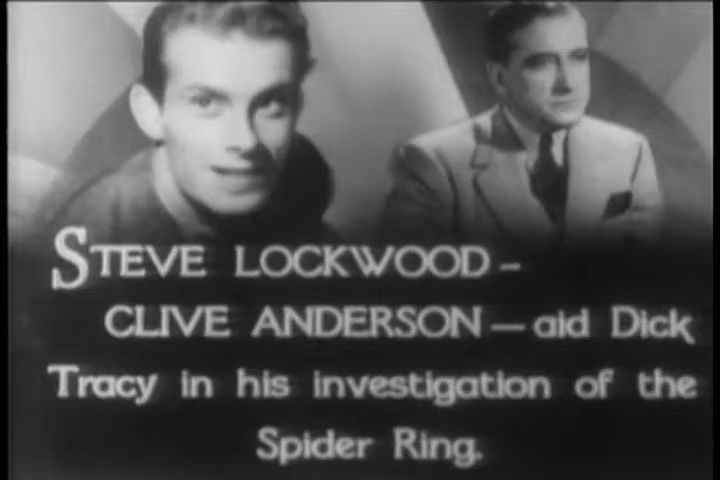 STEVE LOCKWOOD –
CLIVE ANDERSON — aid Dick
Tracy in his investigation of the
Spider Ring.